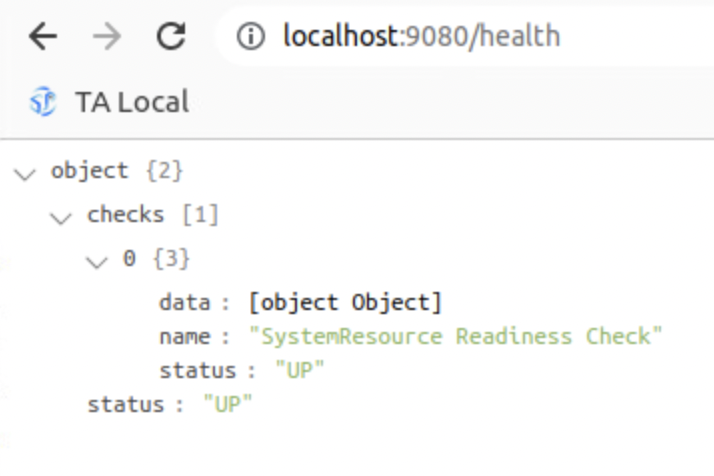 localhost:9080/health
TA Local
object {2}
checks [1]
0 {3}
data : [object Object]
name : "SystemResource Readiness Check"
status : "UP"
status : "UP"